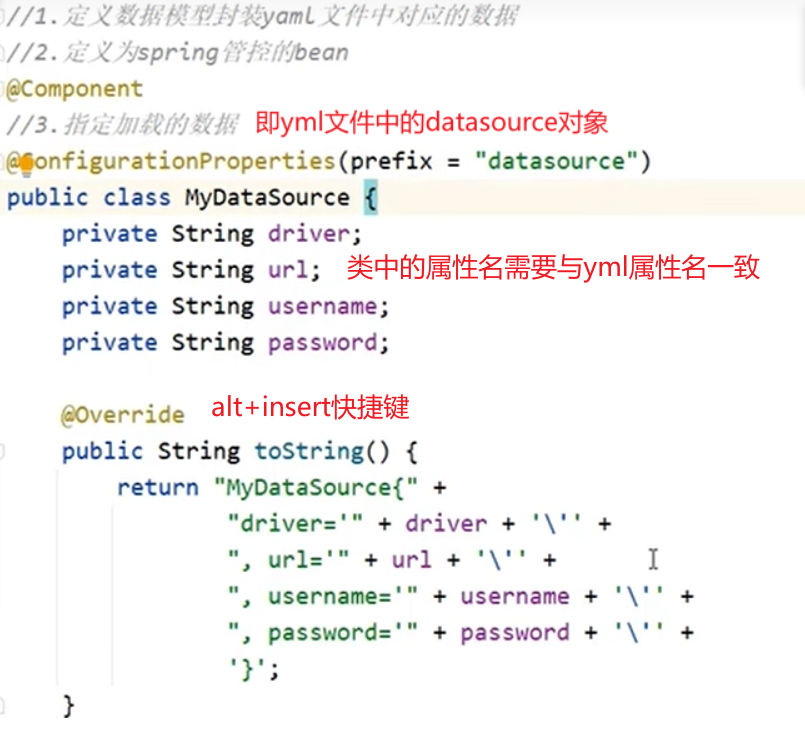 //1.定义数据模型封装yaml文件中对应的数据
//2.定义为spring管控的bean
@Component
//3.指定加载的数据 即yml文件中的datasource对象
@ConfigurationProperties(prefix = "datasource")
public class MyDataSource {
private String driver;
private String url; 类中的属性名需要与yml属性名一致
private String username;
private String password;
@Override alt+insert快捷键
public String toString() {
return "MyDataSource{" +
"driver='" + driver + '\'' +
", url='" + url + '\'' +
", username='" + username + '\'' +
", password='" + password + '\'' +
'}';
}